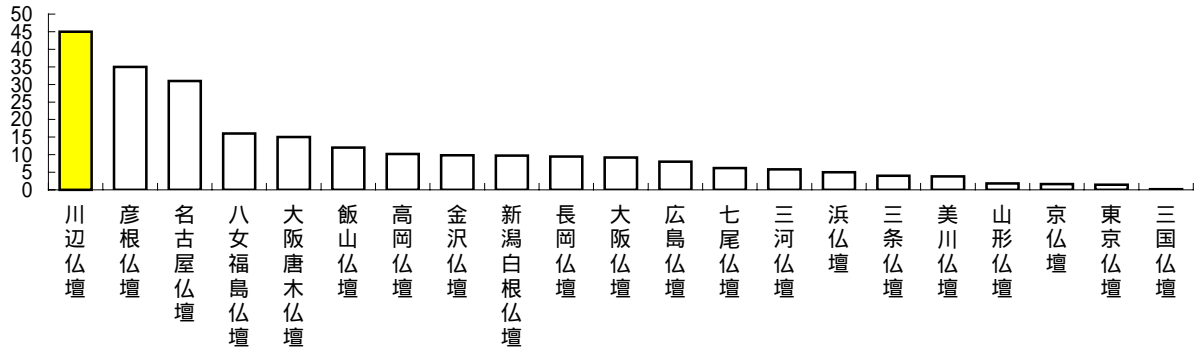 50
45
40
35
30
25
20
15
10
5
0
川辺仏壇
彦根仏壇
名古屋仏壇
八女福島仏壇
大阪唐木仏壇
飯山仏壇
高岡仏壇
金沢仏壇
新潟白根仏壇
長岡仏壇
大阪仏壇
広島仏壇
七尾仏壇
三河仏壇
浜仏壇
三条仏壇
美川仏壇
山形仏壇
京仏壇
東京仏壇
三国仏壇